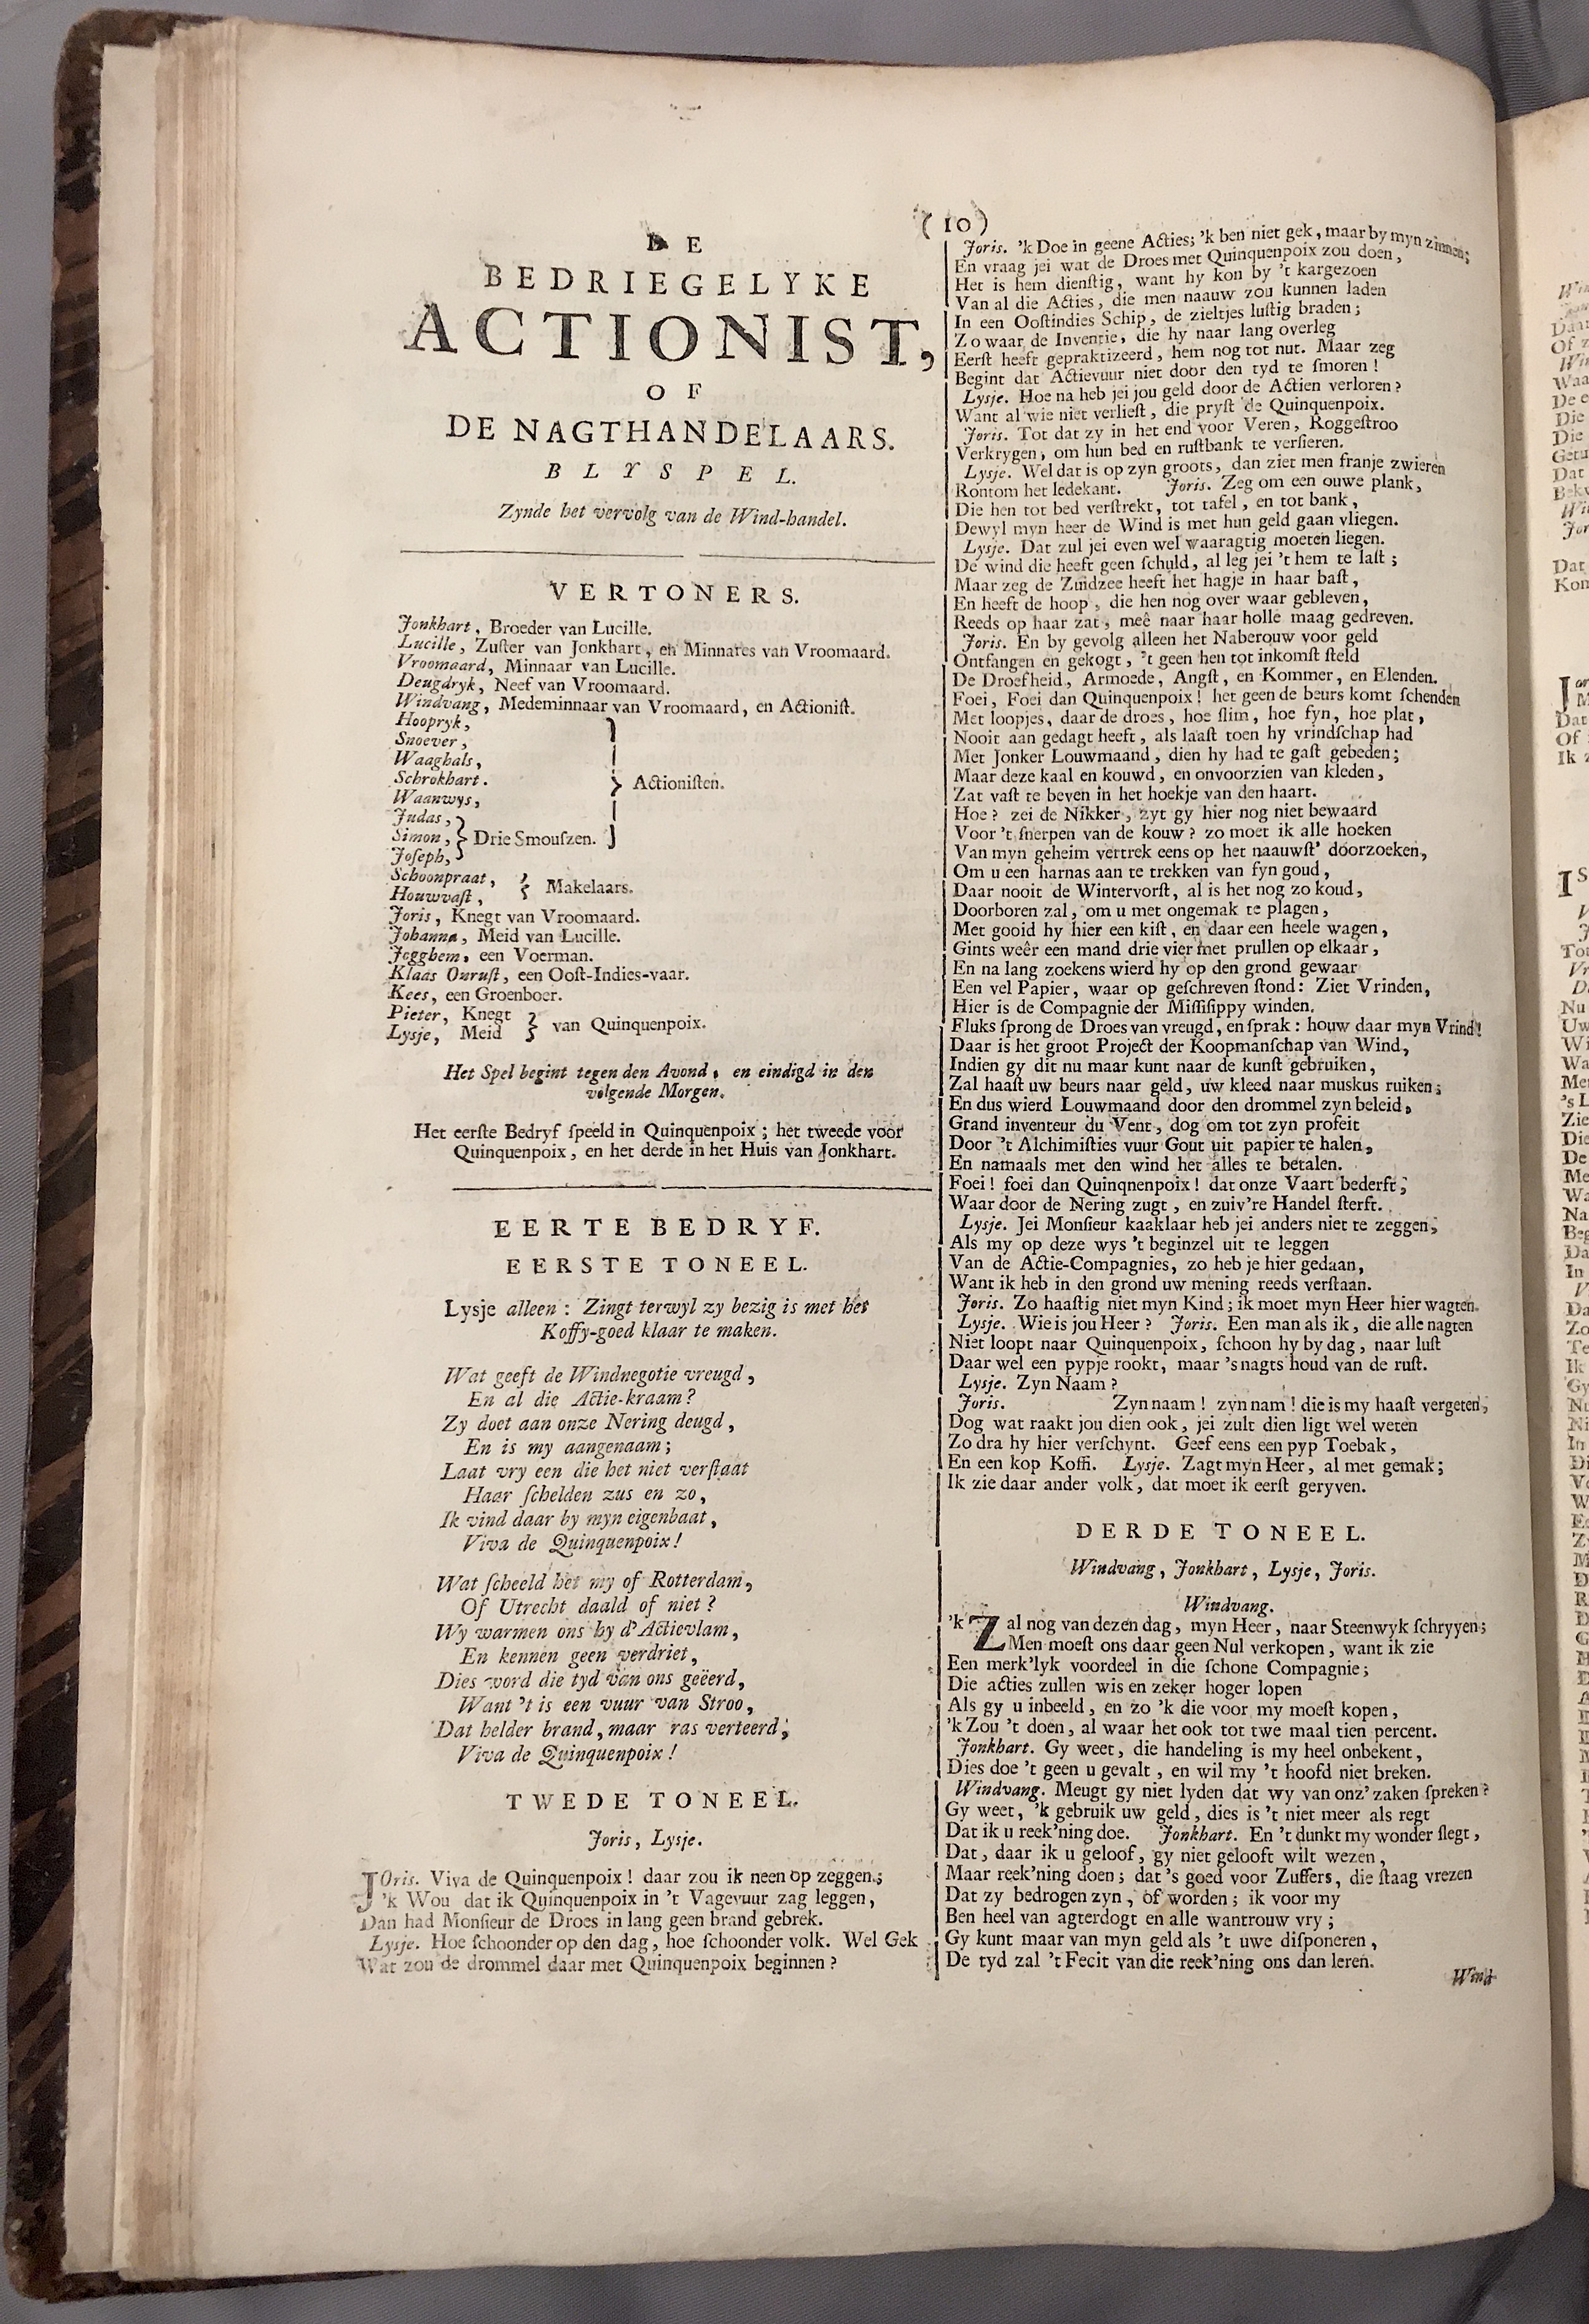 (10)
DE
BEDRIEGELYKE
ACTIONIST,
OF
DE NAGTHANDELAARS.
BLYSPEL.
Zynde het vervolg van de Wind-handel.
VERTONERS.
Jonkhart, Broeder van Lucille.
Lucille, Zuſter van Jonkhart, en Minnares van Vroomaard.
Vroomaard, Minnaar van Lucille.
Deugdryk, Neef van Vroomaard.
Windvang, Medeminnaar van Vroomaard, en Actioniſt.
Hoopryk,
Snoever,
Waaghals,
Schrokhart. } Actioniſten.
Waanwys,
Judas,
Simon, } Drie Smouſzen. }
Joſeph,
Schoonpraat, } Makelaars.
Houwvaſt,
Joris, Knegt van Vroomaard.
Johanna, Meid van Lucille.
Jegghem, een Voerman.
Klaas Onruſt, een Ooſt-Indies-vaar.
Kees, een Groenboer.
Pieter, Knegt } van Quinquenpoix.
Lysje, Meid
Het Spel begint tegen den Avond, en eindigd in den
volgende Morgen.
Het eerſte Bedryf ſpeeld in Quinquenpoix; het tweede voor
Quinquenpoix, en het derde in het Huis van Jonkhart.
EERTE BEDRYF.
EERSTE TONEEL.
Lysje alleen: Zingt terwyl zy bezig is met het
Koffy-goed klaar te maken.
Wat geeft de Windnegotie vreugd,
En al die Actie-kraam?
Zy doet aan onze Nering deugd,
En is my aangenaam;
Laat vry een die het niet verſtaat
Haar ſchelden zus en zo,
Ik vind daar by myn eigenbaat,
Viva de Quinquenpoix!
Wat ſcheeld het my of Rotterdam,
Of Utrecht daald of niet?
Wy warmen ons by d'Actievlam,
En kennen geen verdriet,
Dies word die tyd van ons geëerd,
Want 't is een vuur van Stroo,
Dat helder brand, maar ras verteerd;
Viva de Quinquenpoix!
TWEDE TONEEL.
Joris, Lysje.
JOris. Viva de Quinquenpoix! daar zou ik neen op zeggen;
'k Wou dat ik Quinquenpoix in 't Vagevuur zag leggen,
Dan had Monſieur de Droes in lang geen brand gebrek.
Lysje. Hoe ſchoonder op den dag, hoe ſchoonder volk. Wel Gek
Wat zou de drommel daar met Quinquenpoix beginnen?
Joris. 'k Doe in geene Acties; 'k ben niet gek, maar by myn zinnen;
En vraag jei wat de Droes met Quinquenpoix zou doen,
Het is hem dienſtig, want hy kon by 't kargezoen
Van al die Acties, die men naauw zou kunnen laden
In een Ooſtindies Schip, de zieltjes luſtig braden;
Zo waar de Inventie, die hy naar lang overleg
Eerſt heeft gepraktizeerd, hem nog tot nut. Maar zeg
Begint dat Actievuur niet door den tyd te ſmoren!
Lysje. Hoe na heb jei jou geld door de Actien verloren?
Want al wie niet verlieſt, die pryſt de Quinquenpoix.
Joris. Tot dat zy in het end voor Veren, Roggeſtroo
Verkrygen, om hun bed en ruſtbank te verſieren.
Lysje. Wel dat is op zyn groots, dan ziet men franje zwieren
Rontom het ledekant. Joris. Zeg om een ouwe plank,
Die hen tot bed verſtrekt, tot tafel, en tot bank,
Dewyl myn heer de Wind is met hun geld gaan vliegen.
Lysje. Dat zul jei even wel waaragtig moeten liegen.
De wind die heeft geen ſchuld, al leg jei 't hem te laſt;
Maar zeg de Zuidzee heeft het hagje in haar baſt,
En heeft de hoop, die hen nog over waar gebleven,
Reeds op haar zat, meê naar haar holle maag gedreven.
Joris. En by gevolg alleen het Naberouw voor geld
Ontfangen en gekogt, 't geen hen tot inkomſt ſteld
De Droefheid, Armoede, Angſt, en Kommer, en Elenden.
Foei, Foei dan Quinquenpoix! het geen de beurs komt ſchenden
Met loopjes, daar de droes, hoe ſlim, hoe fyn, hoe plat,
Nooit aan gedagt heeft, als laaſt toen hy vrindſchap had
Met Jonker Louwmaand, dien hy had te gaſt gebeden;
Maar deze kaal en kouwd, en onvoorzien van kleden,
Zat vaſt te beven in het hoekje van den haart.
Hoe? zei de Nikker, zyt gy hier nog niet bewaard
Voor 't ſnerpen van de kouw? zo moet ik alle hoeken
Van myn geheim vertrek eens op het naauwſt' doorzoeken,
Om u een harnas aan te trekken van fyn goud,
Daar nooit de Wintervorſt, al is het nog zo koud,
Doorboren zal, om u met ongemak te plagen,
Met gooid hy hier een kiſt, en daar een heele wagen,
Gints weêr een mand drie vier met prullen op elkaar,
En na lang zoekens wierd hy op den grond gewaar
Een vel Papier, waar op geſchreven ſtond: Ziet Vrinden,
Hier is de Compagnie der Miſſiſippy winden.
Fluks ſprong de Droes van vreugd, en ſprak: houw daar myn Vrind!
Daar is het groot Project der Koopmanſchap van Wind,
Indien gy dit nu maar kunt naar de kunſt gebruiken,
Zal haaſt uw beurs naar geld, uw kleed naar muskus ruiken;
En dus wierd Louwmaand door den drommel zyn beleid,
Grand inventeur du Vent, dog om tot zyn profeit
Door 't Alchimiſties vuur Gout uit papier te halen,
En namaals met den wind het alles te betalen.
Foei! foei dan Quinqnenpoix! dat onze Vaart bederft;
Waar door de Nering zugt, en zuiv're Handel ſterft.
Lysje. Jei Monſieur kaaklaar heb jei anders niet te zeggen,
Als my op deze wys 't beginzel uit te leggen
Van de Actie-Compagnies, zo heb je hier gedaan,
Want ik heb in den grond uw mening reeds verſtaan.
Joris. Zo haaſtig niet myn Kind; ik moet myn Heer hier wagten.
Lysje. Wie is jou Heer? Joris. Een man als ik, die alle nagten
Niet loopt naar Quinquenpoix, ſchoon hy by dag, naar luſt
Daar wel een pypje rookt, maar 's nagts houd van de ruſt.
Lysje. Zyn Naam?
Joris. Zyn naam! zyn nam! die is my haaſt vergeten;
Dog wat raakt jou dien ook, jei zult dien ligt wel weten
Zo dra hy hier verſchynt. Geef eens een pyp Toebak,
En een kop Koffi. Lysje. Zagt myn Heer, al met gemak;
Ik zie daar ander volk, dat moet ik eerſt geryven.
DERDE TONEEL.
Windvang, Jonkhart, Lysje, Joris.
Windvang.
'k Zal nog van dezen dag, myn Heer, naar Steenwyk ſchryven;
Men moeſt ons daar geen Nul verkopen, want ik zie
Een merk'lyk voordeel in die ſchone Compagnie;
Die acties zullen wis en zeker hoger lopen
Als gy u inbeeld, en zo 'k die voor my moeſt kopen,
'k Zou 't doen, al waar het ook tot twe maal tien percent.
Jonkhart. Gy weet, die handeling is my heel onbekent,
Dies doe 't geen u gevalt, en wil my 't hoofd niet breken.
Windvang. Meugt gy niet lyden dat wy van onz' zaken ſpreken?
Gy weet, 'k gebruik uw geld, dies is 't niet meer als regt
Dat ik u reek'ning doe. Jonkhart. En 't dunkt my wonder ſlegt,
Dat, daar ik u geloof, gy niet gelooft wilt wezen,
Maar reek'ning doen; dat 's goed voor Zuffers, die ſtaag vrezen
Dat zy bedrogen zyn, of worden; ik voor my
Ben heel van agterdogt en alle wantrouw vry;
Gy kunt maar van myn geld als 't uwe diſponeren,
De tyd zal 't Fecit van die reek'ning ons dan leren.
Wind